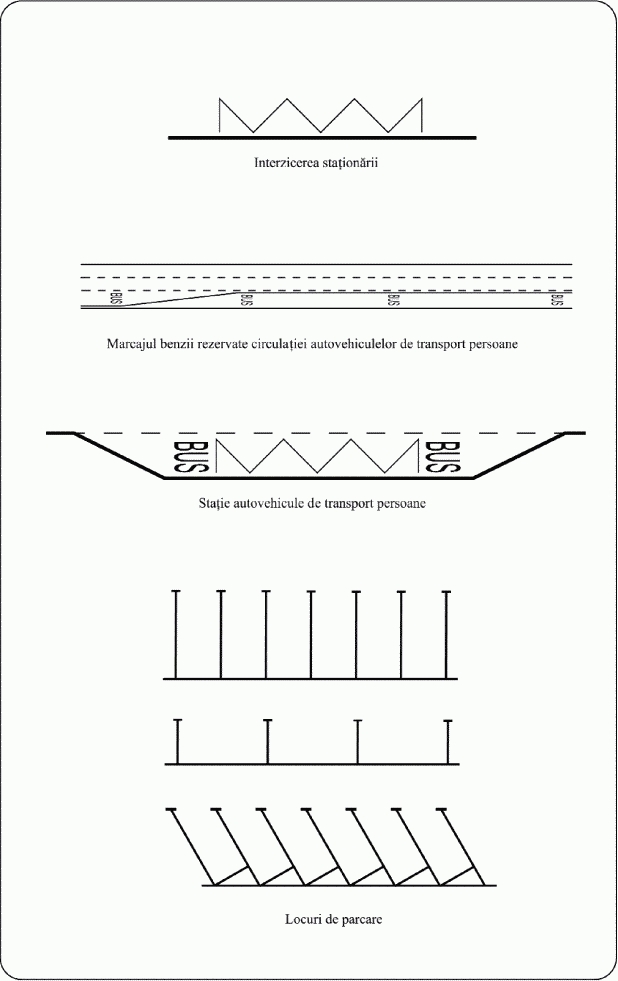 Interzicerea staționării
BUS BUS BUS BUS
Marcajul benzii rezervate circulației autovehiculelor de transport persoane
BUS BUS
Stație autovehicule de transport persoane
Locuri de parcare